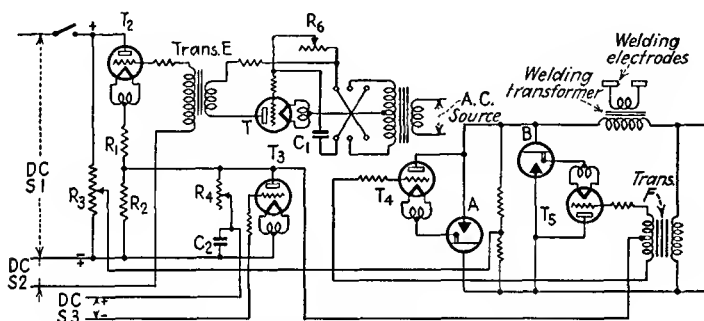 T2
Trans. E
R6
Welding
electrodes
Welding
transformer
A.C.
Source
T
C1
B
T5
Trans.
F
R1
T3
T4
A
DC
S1
R3
R2
R4
C2
- +
DC
S2
DC +
S3 -
+